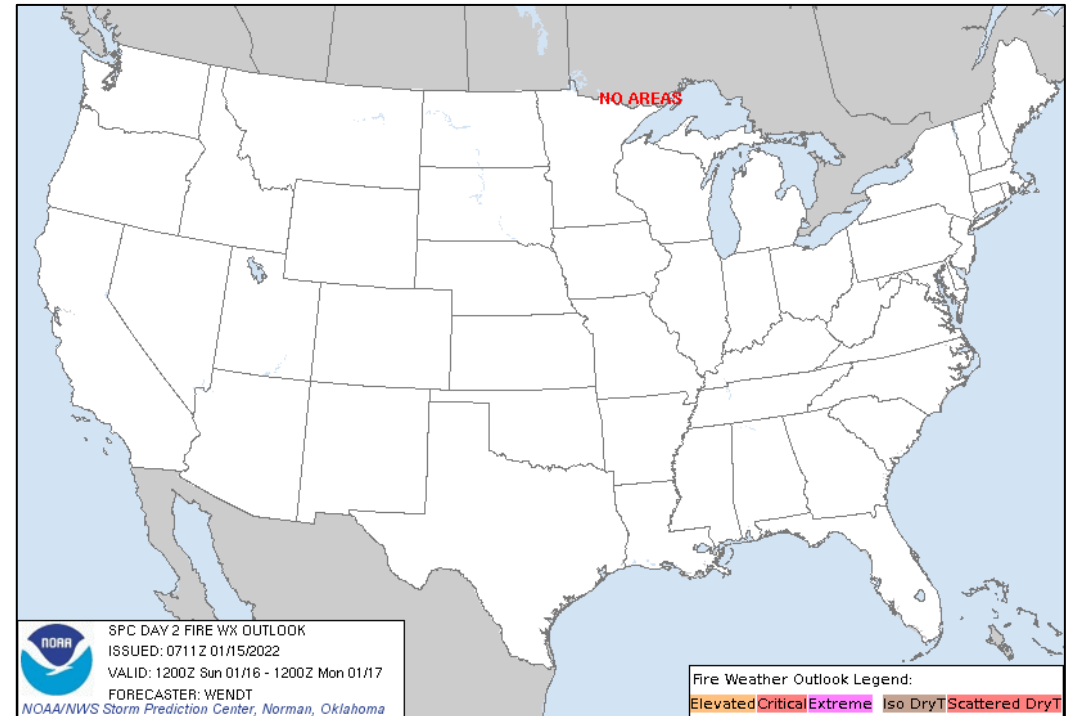 NO AREAS
NOAA
SPC DAY 2 FIRE WX OUTLOOK
ISSUED: 0711Z 01/15/2022
VALID: 1200Z Sun 01/16 - 1200Z Mon 01/17
FORECASTER: WENDT
NOAA/NWS Storm Prediction Center, Norman, Oklahoma
Fire Weather Outlook Legend:
Elevated Critical Extreme Iso DryT Scattered DryT